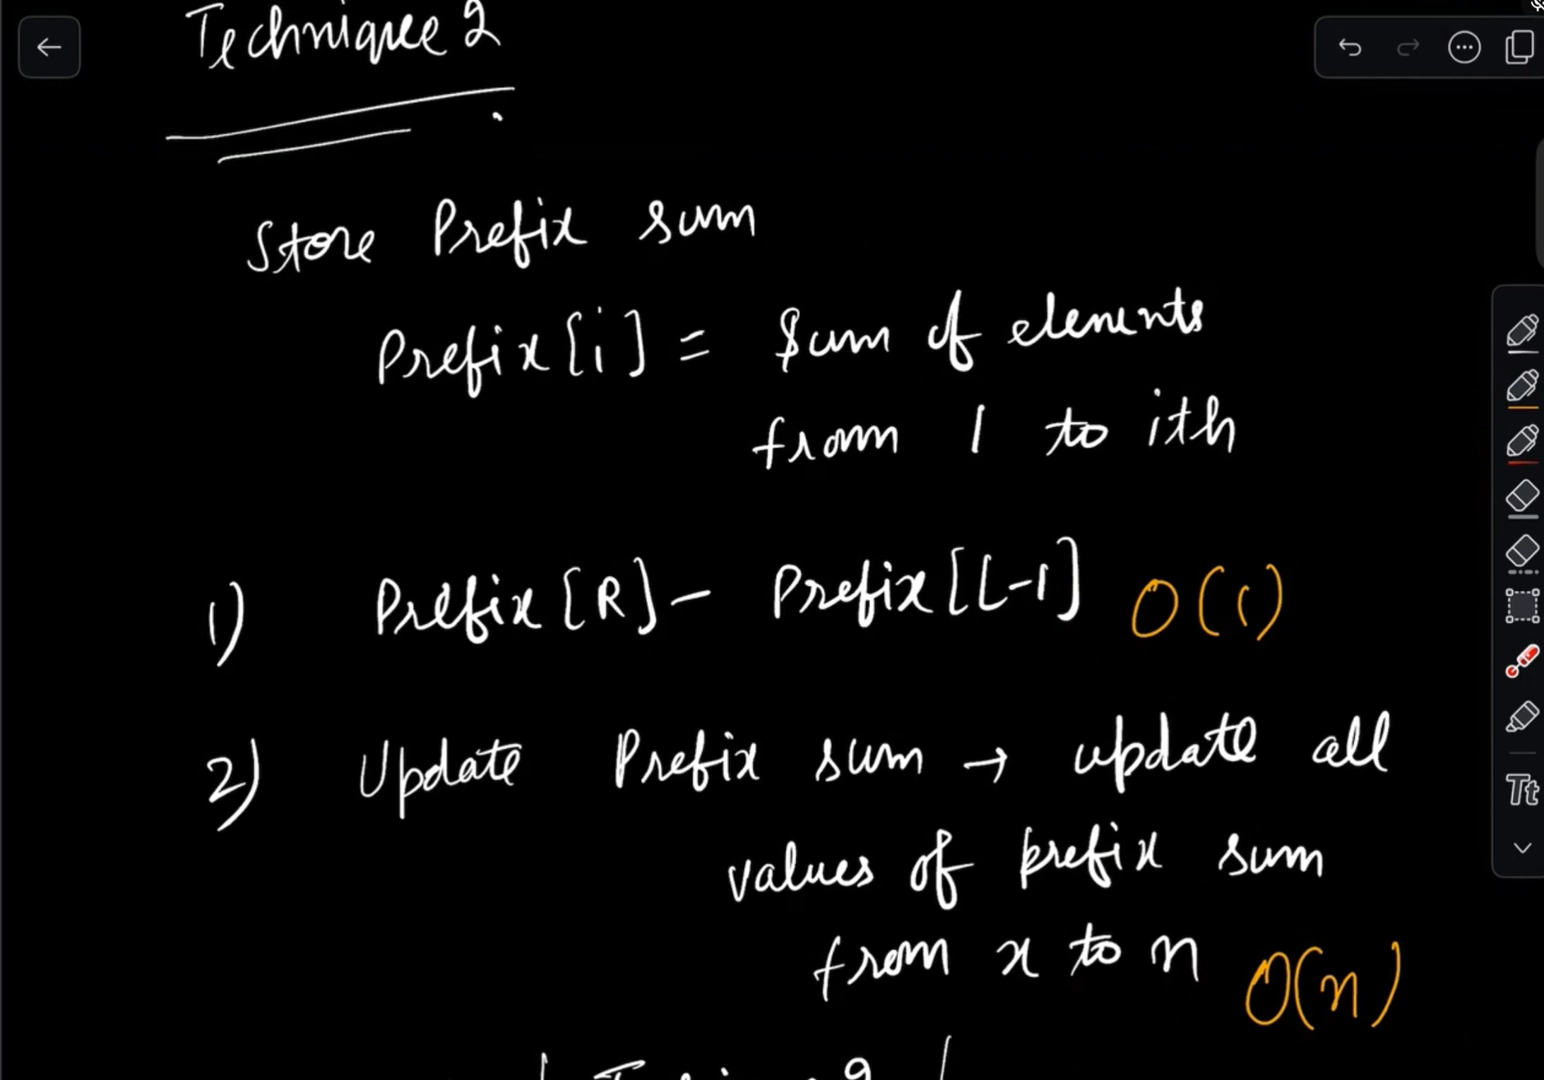 Technique 2
Store Prefix sum
Prefix[i] = Sum of elements
from 1 to ith
1) Prefix[R] - Prefix[L-1] O(1)
2) Update Prefix sum → update all
values of prefix sum
from x to n O(n)
Tt